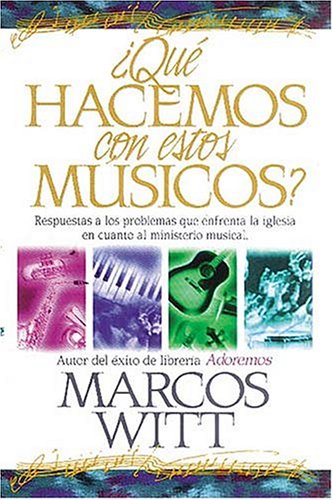 ¿Qué
HACEMOS
con estos
MUSICOS?
Respuestas a los problemas que enfrenta la iglesia
en cuanto al ministerio musical.
Autor del éxito de librería Adoremos
MARCOS
WITT